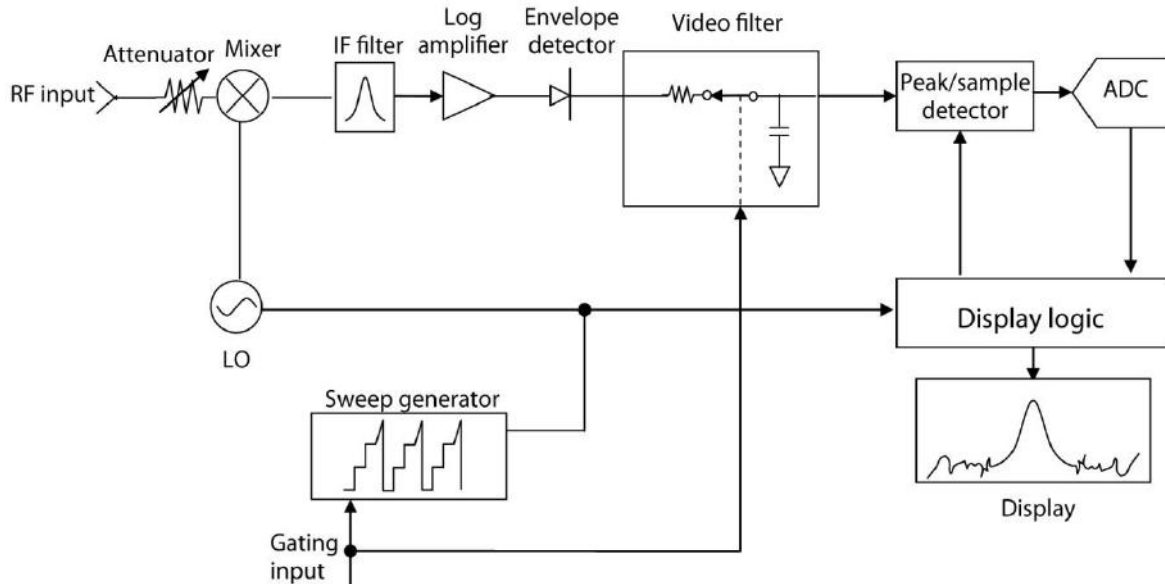 RF input
Attenuator
Mixer
IF filter
Log
amplifier
Envelope
detector
Video filter
Peak/sample
detector
ADC
LO
Display logic
Sweep generator
Display
Gating
input